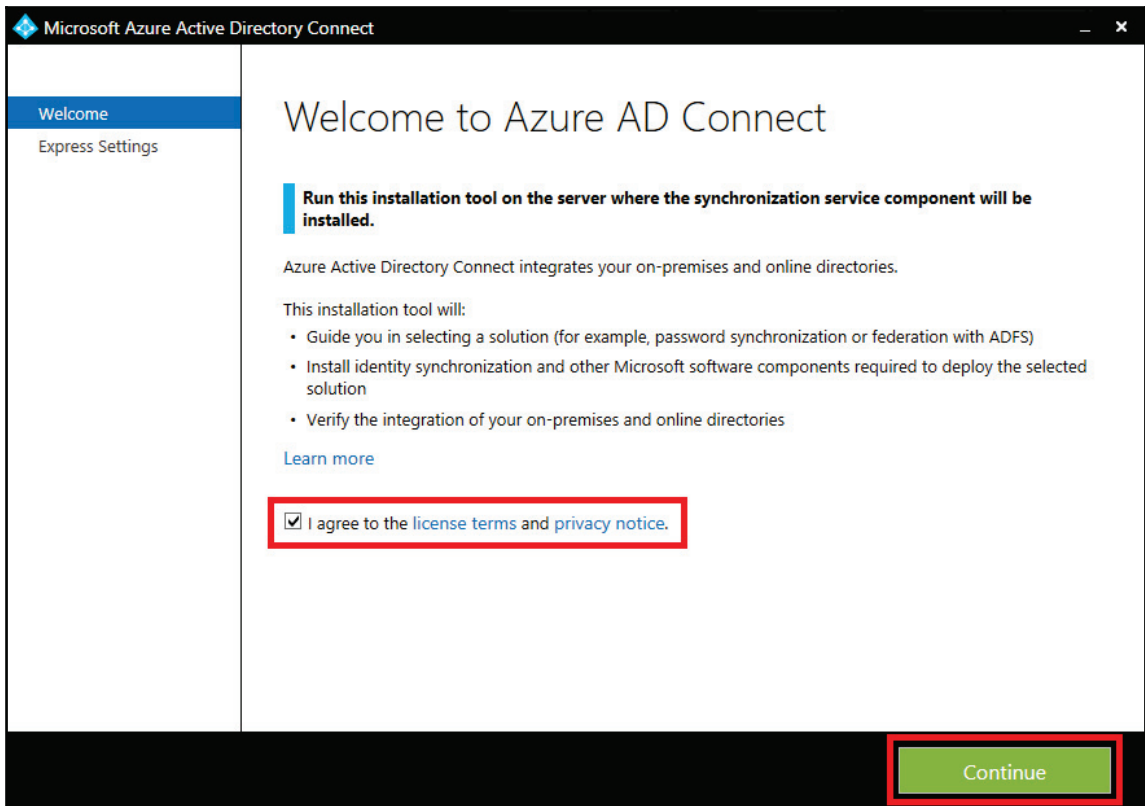 Microsoft Azure Active Directory Connect
Welcome
Express Settings
Welcome to Azure AD Connect
Run this installation tool on the server where the synchronization service component will be
installed.
Azure Active Directory Connect integrates your on-premises and online directories.
This installation tool will:
• Guide you in selecting a solution (for example, password synchronization or federation with ADFS)
• Install identity synchronization and other Microsoft software components required to deploy the selected
solution
• Verify the integration of your on-premises and online directories
Learn more
I agree to the license terms and privacy notice.
Continue